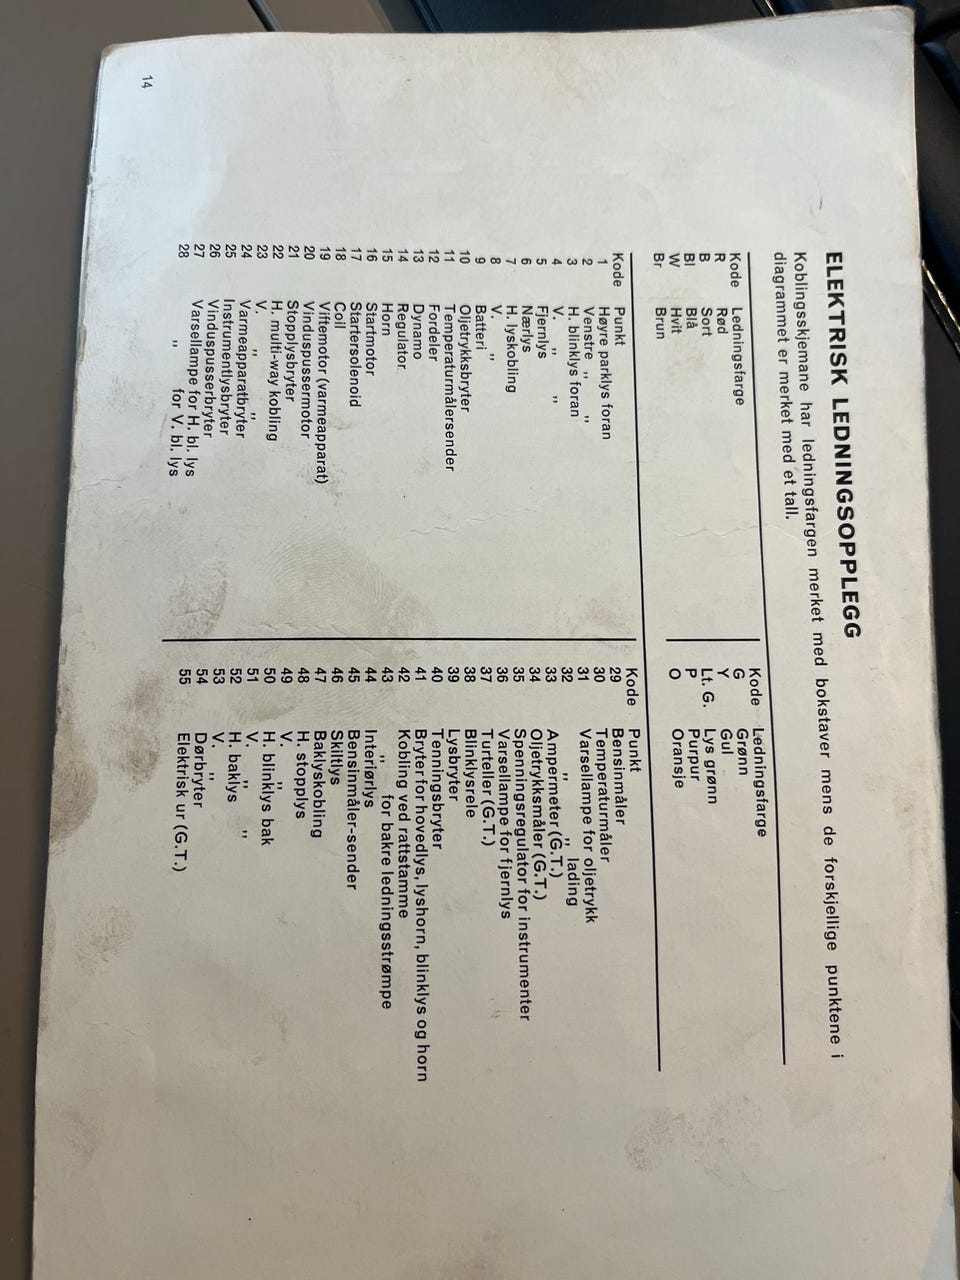 ELEKTRISK LEDNINGSOPPLEGG
Koblingsskjemane har ledningsfargen merket med bokstaver mens de forskjellige punktene i
diagrammet er merket med et tall.
Kode Ledningsfarge
R Rød
B Sort
Bl Blå
W Hvit
Br Brun
Kode Ledningsfarge
G Grønn
Y Gul
Lt. G. Lys grønn
P Purpur
O Oransje
Kode Punkt
1 Høyre parklys foran
2 Venstre ,, ,,
3 H. blinklys foran
4 V. ,, ,,
5 Fjernlys
6 Nærlys
7 H. lyskobling
8 V. ,,
9 Batteri
10 Oljetrykksbryter
11 Temperaturmålersender
12 Fordeler
13 Dynamo
14 Regulator
15 Horn
16 Startmotor
17 Startersolenoid
18 Coil
19 Viftemotor (varmeapparat)
20 Vinduspussermotor
21 Stopplysbryter
22 H. multi-way kobling
23 V. ,, ,,
24 Varmeapparatbryter
25 Instrumentlysbryter
26 Vinduspusserbryter
27 Varsellampe for H. bl. lys
28 ,, for V. bl. lys
Kode Punkt
29 Bensinmåler
30 Temperaturmåler
31 Varsellampe for oljetrykk
32 ,, ,, lading
33 Ampermeter (G.T.)
34 Oljetrykksmåler (G.T.)
35 Spenningsregulator for instrumenter
36 Varsellampe for fjernlys
37 Turteller (G.T.)
38 Blinklysrele
39 Lysbryter
40 Tenningsbryter
41 Bryter for hovedlys, lyshorn, blinklys og horn
42 Kobling ved rattstamme
43 ,, for bakre ledningsstrømpe
44 Interiørlys
45 Bensinmåler-sender
46 Skiltlys
47 Baklyskobling
48 H. stopplys
49 V. ,,
50 H. blinklys bak
51 V. ,, ,,
52 H. baklys
53 V. ,,
54 Dørbryter
55 Elektrisk ur (G.T.)
14